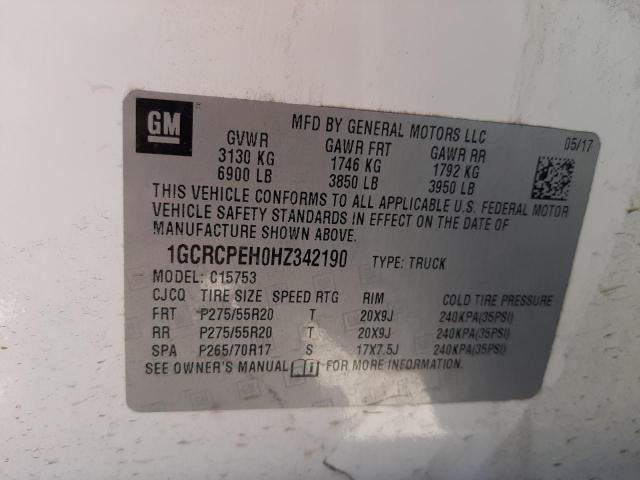 GM
MFD BY GENERAL MOTORS LLC
05/17
GVWR GAWR FRT GAWR RR
3130 KG 1746 KG 1792 KG
6900 LB 3850 LB 3950 LB
THIS VEHICLE CONFORMS TO ALL APPLICABLE U.S. FEDERAL MOTOR
VEHICLE SAFETY STANDARDS IN EFFECT ON THE DATE OF
MANUFACTURE SHOWN ABOVE.
1GCRCPEH0HZ342190 TYPE: TRUCK
MODEL: C15753
CJCQ TIRE SIZE SPEED RTG RIM COLD TIRE PRESSURE
FRT P275/55R20 T 20X9J 240KPA(35PSI)
RR P275/55R20 T 20X9J 240KPA(35PSI)
SPA P265/70R17 S 17X7.5J 240KPA(35PSI)
SEE OWNER'S MANUAL FOR MORE INFORMATION.